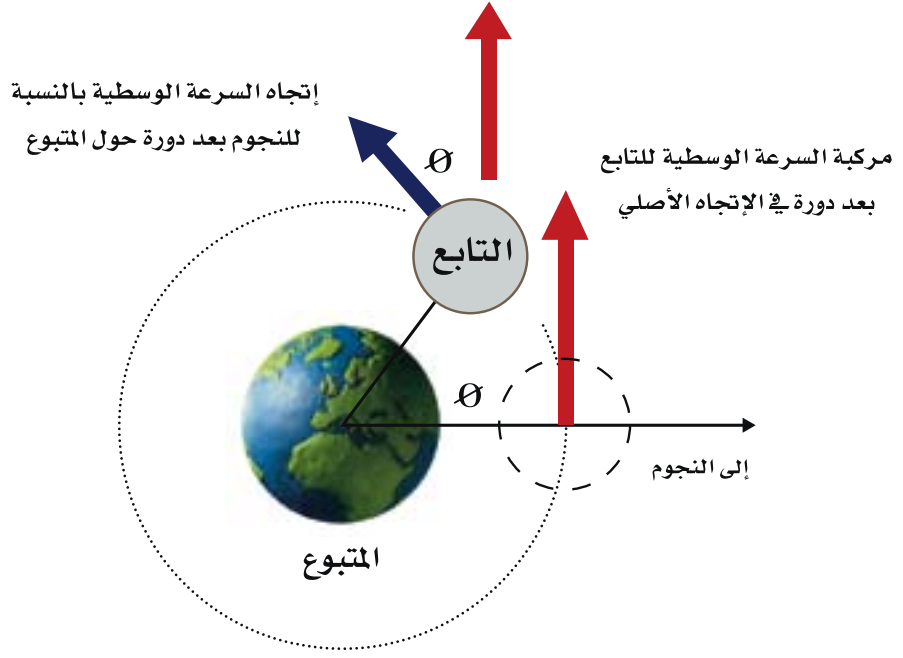 إتجاه السرعة الوسطية بالنسبة
للنجوم بعد دورة حول المتبوع
Ø
مركبة السرعة الوسطية للتابع
بعد دورة في الإتجاه الأصلي
التابع
Ø
إلى النجوم
المتبوع